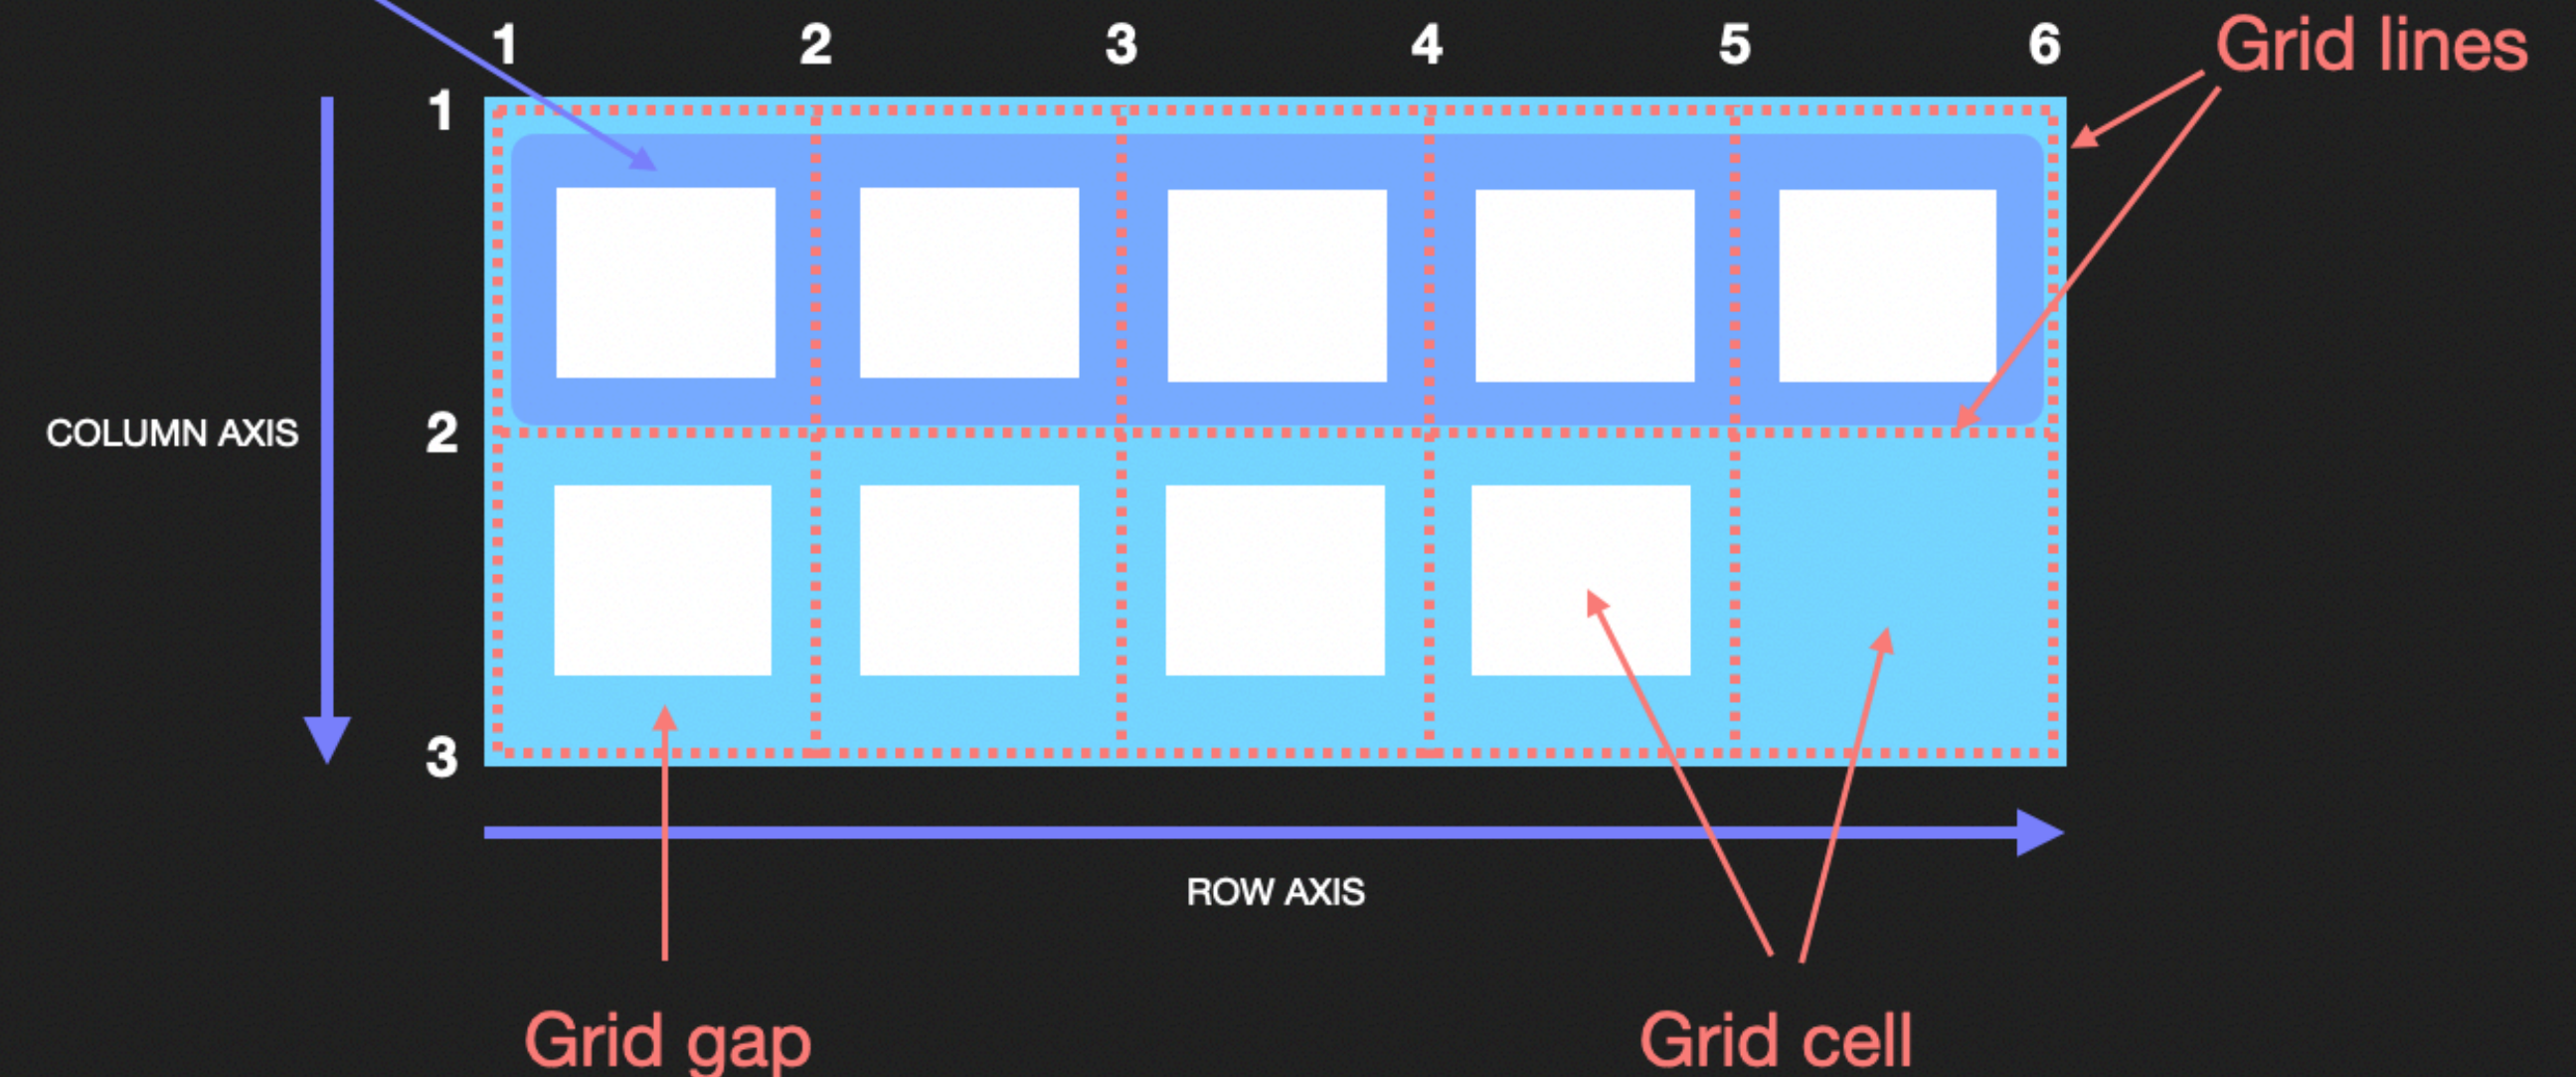 1 2 3 4 5 6
Grid lines
1
COLUMN AXIS
2
3
ROW AXIS
Grid gap
Grid cell